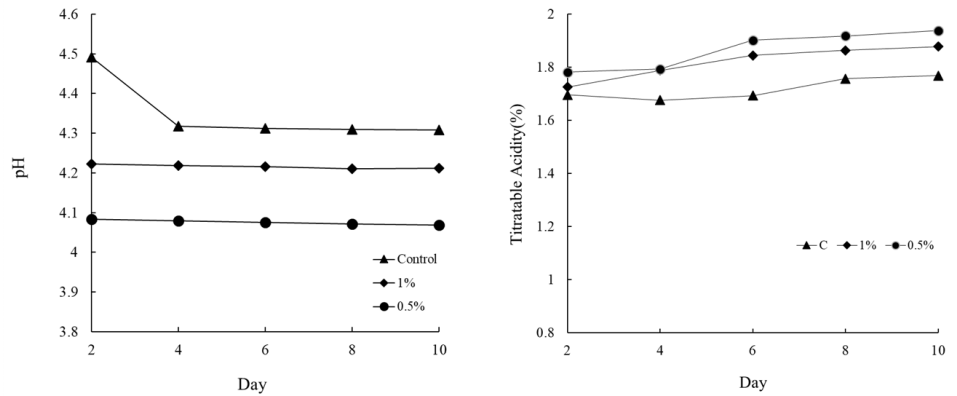 4.6
4.5
4.4
4.3
4.2
4.1
4
3.9
3.8
pH
2 4 6 8 10
Day
Control
1%
0.5%
2
1.8
1.6
1.4
1.2
1
0.8
Titratable Acidity(%)
2 4 6 8 10
Day
C 1% 0.5%